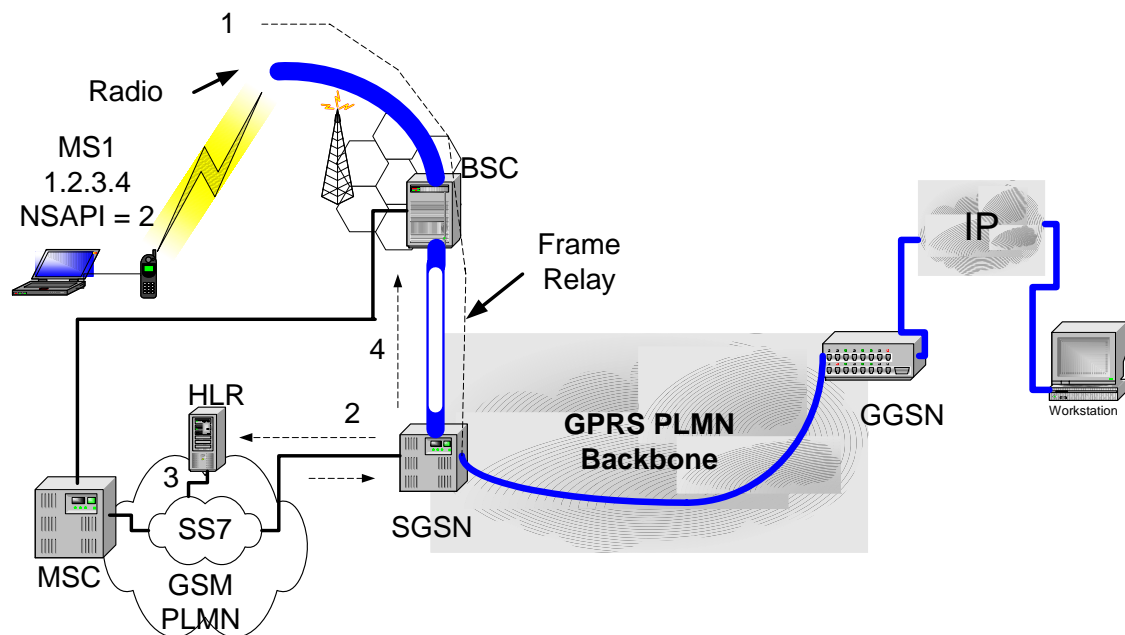 1
Radio
MS1
1.2.3.4
NSAPI = 2
BSC
IP
Frame
Relay
4
HLR
2
GPRS PLMN
Backbone
GGSN
Workstation
3
SS7
SGSN
MSC
GSM
PLMN